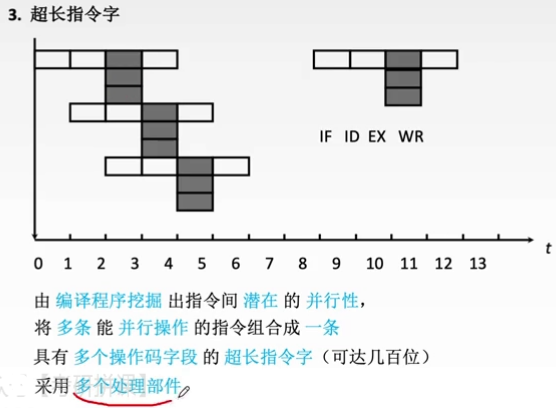 3. 超长指令字
IF ID EX WR
t
0 1 2 3 4 5 6 7 8 9 10 11 12 13
由 编译程序挖掘 出指令间 潜在 的 并行性，
将 多条 能 并行操作 的指令组合成 一条
具有 多个操作码字段 的 超长指令字（可达几百位）
采用 多个处理部件